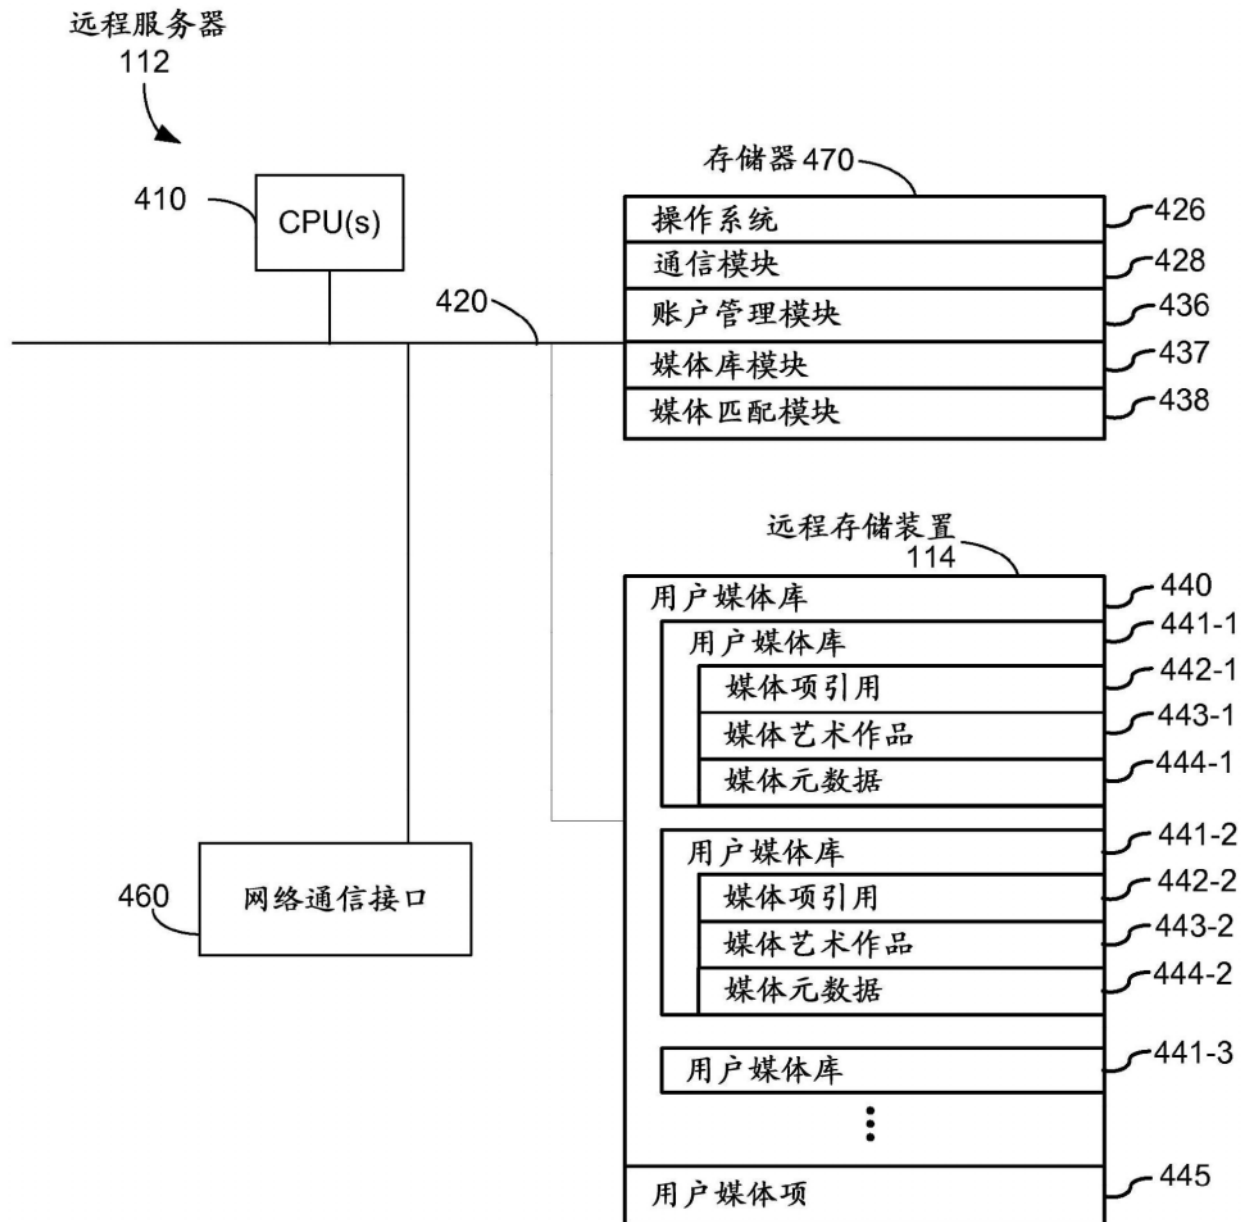 远程服务器
112
410
CPU(s)
420
存储器470
操作系统
426
通信模块
428
账户管理模块
436
媒体库模块
437
媒体匹配模块
438
远程存储装置
114
用户媒体库
440
用户媒体库
441-1
媒体项引用
442-1
媒体艺术作品
443-1
媒体元数据
444-1
用户媒体库
441-2
媒体项引用
442-2
媒体艺术作品
443-2
媒体元数据
444-2
用户媒体库
441-3
用户媒体项
445
460
网络通信接口